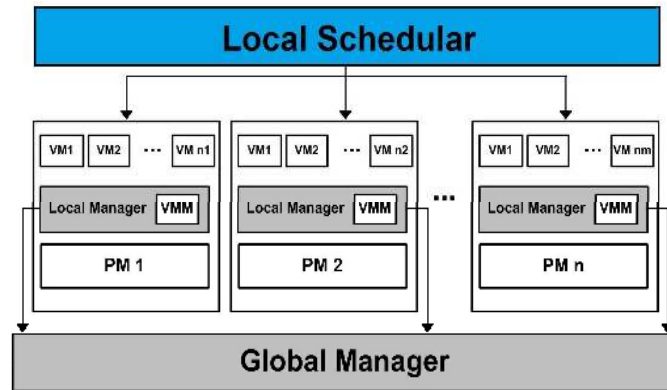 Local Schedular
VM1 VM2 ... VM n1
VM1 VM2 ... VM n2
VM1 VM2 ... VM nm
Local Manager VMM
Local Manager VMM
...
Local Manager VMM
PM 1
PM 2
PM n
Global Manager